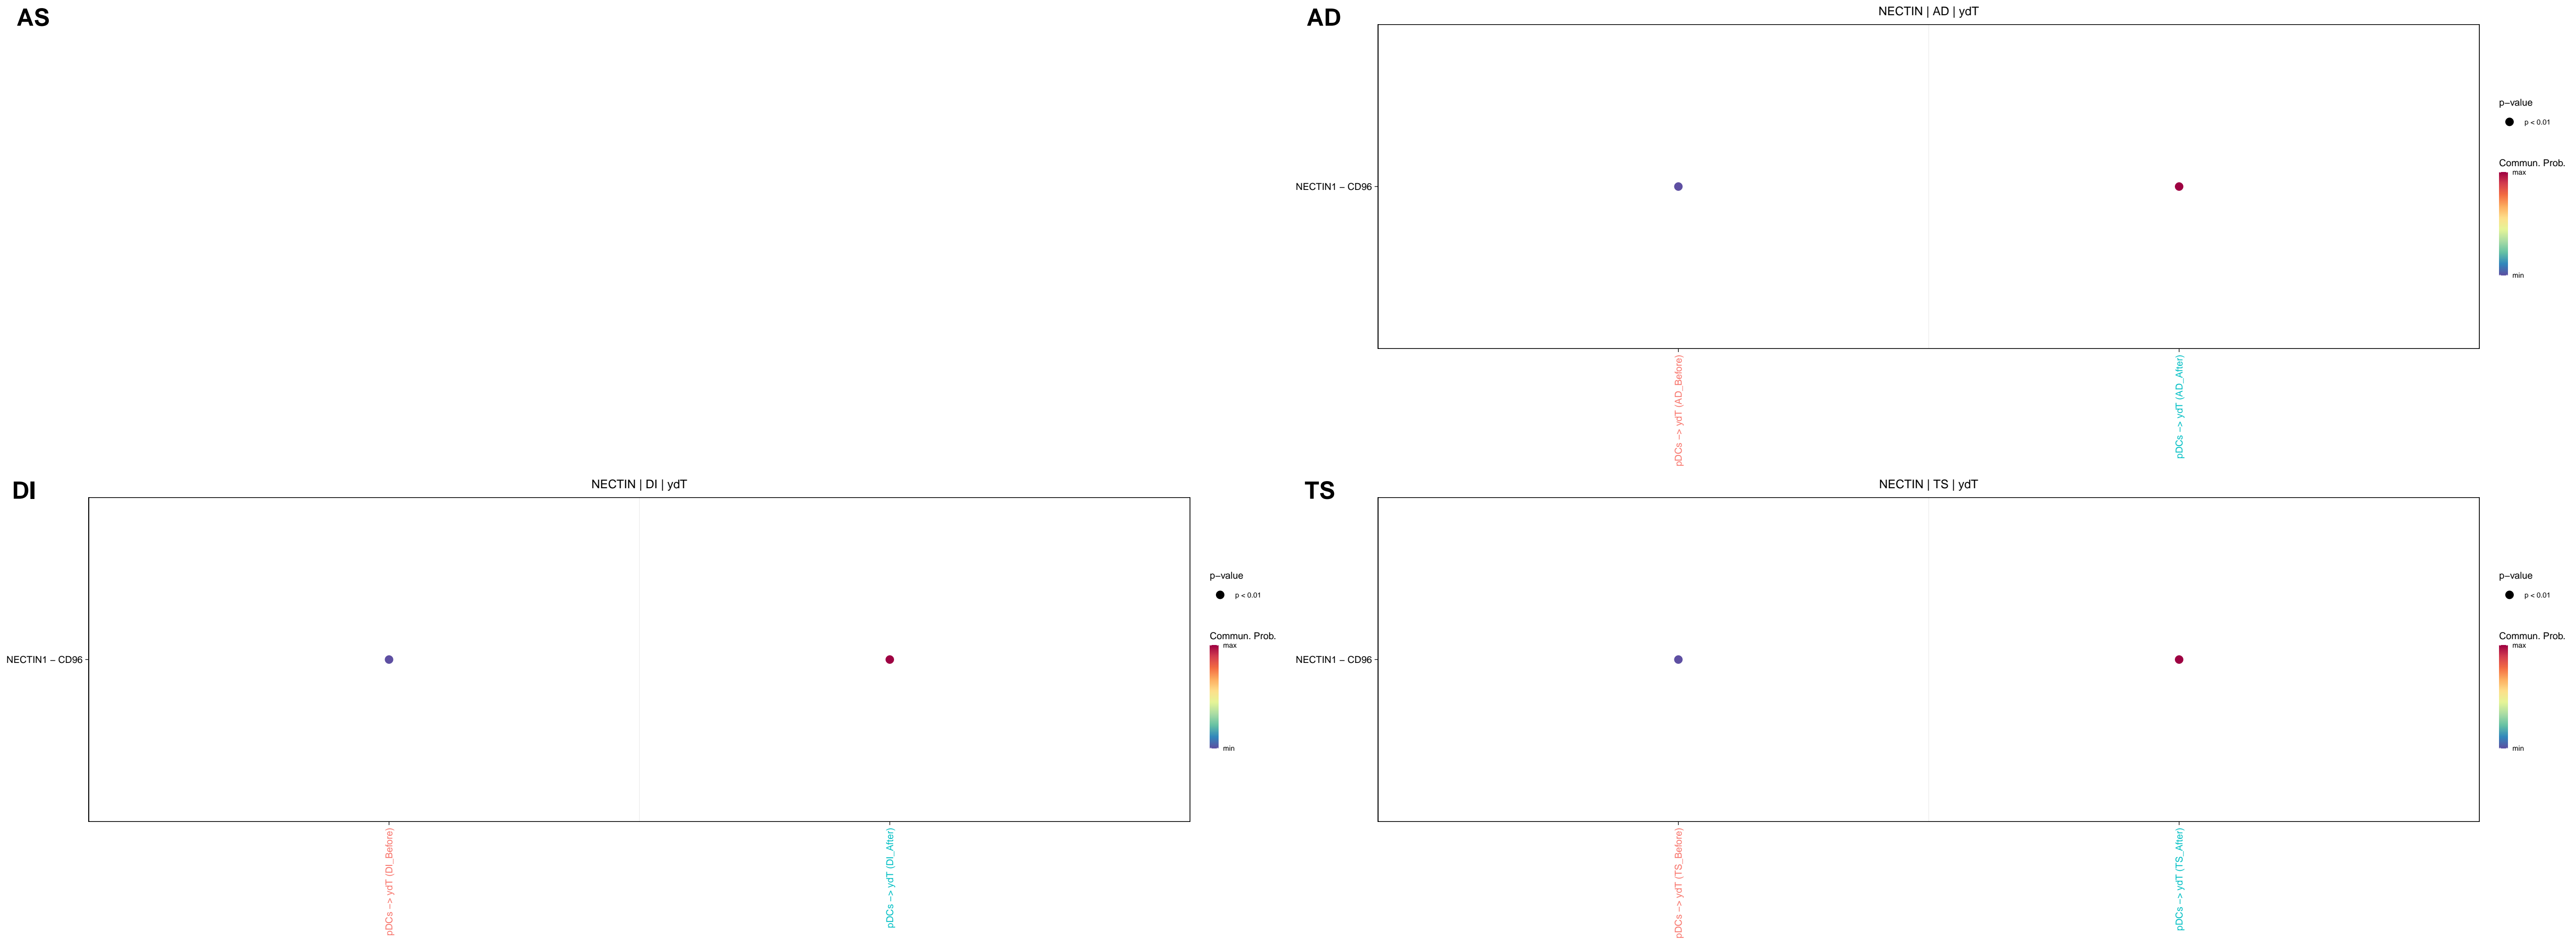 AS
AD
NECTIN | AD | ydT
NECTIN1 − CD96
pDCs −> ydT (AD_Before)
pDCs −> ydT (AD_After)
p−value
p < 0.01
Commun. Prob.
max
min
DI
NECTIN | DI | ydT
NECTIN1 − CD96
pDCs −> ydT (DI_Before)
pDCs −> ydT (DI_After)
p−value
p < 0.01
Commun. Prob.
max
min
TS
NECTIN | TS | ydT
NECTIN1 − CD96
pDCs −> ydT (TS_Before)
pDCs −> ydT (TS_After)
p−value
p < 0.01
Commun. Prob.
max
min